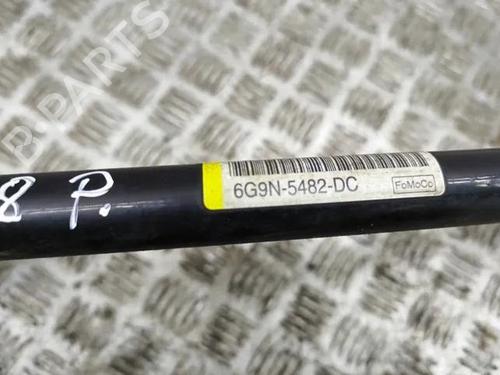 B.PARTS
8 P.
6G9N-5482-DC
FoMoCo